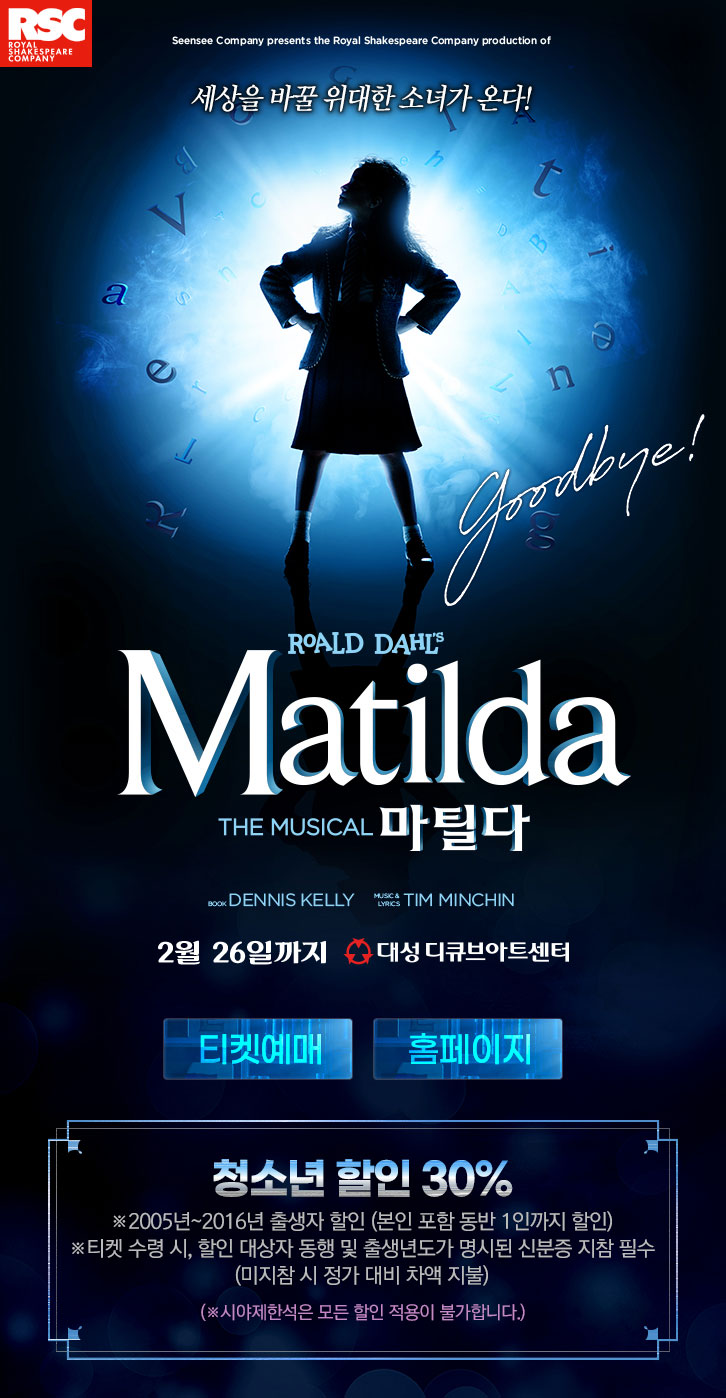 RSC
ROYAL
SHAKESPEARE
COMPANY
Seensee Company presents the Royal Shakespeare Company production of
세상을 바꿀 위대한 소녀가 온다!
Goodbye!
ROALD DAHL'S
Matilda
THE MUSICAL 마틸다
BOOK DENNIS KELLY MUSIC & LYRICS TIM MINCHIN
2월 26일까지 대성 디큐브아트센터
티켓예매 홈페이지
청소년 할인 30%
※2005년~2016년 출생자 할인 (본인 포함 동반 1인까지 할인)
※티켓 수령 시, 할인 대상자 동행 및 출생년도가 명시된 신분증 지참 필수
(미지참 시 정가 대비 차액 지불)
(※시야제한석은 모든 할인 적용이 불가합니다.)